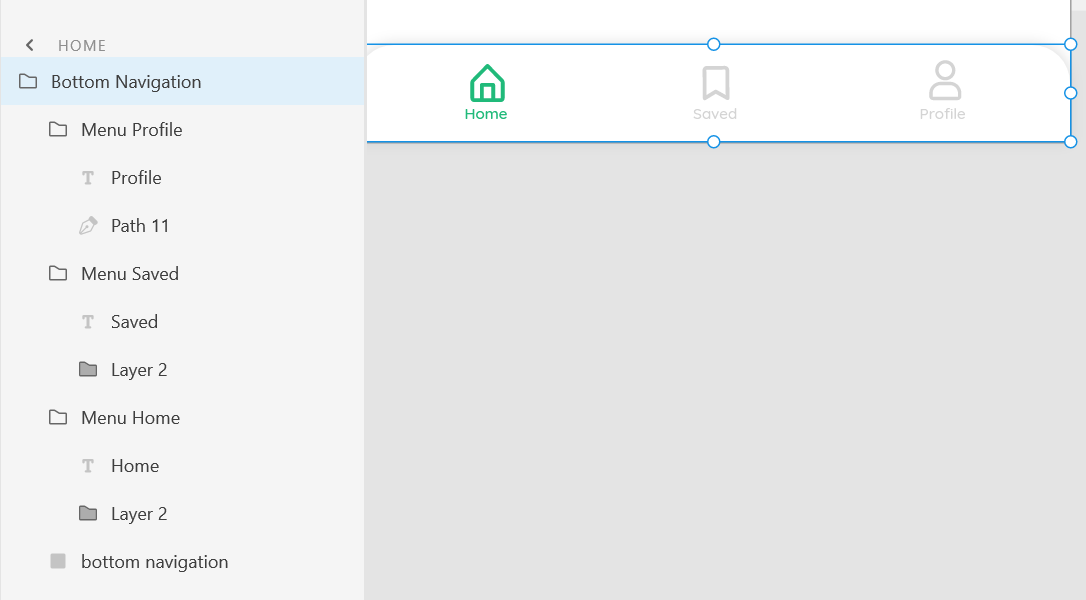 HOME
Bottom Navigation
Menu Profile
Profile
Path 11
Menu Saved
Saved
Layer 2
Menu Home
Home
Layer 2
bottom navigation
Home
Saved
Profile